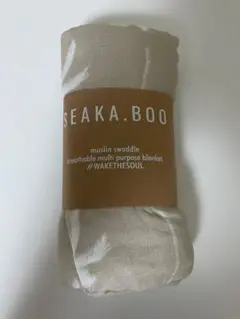 SEAKA.BOO
muslin swaddle
breathable multi purpose blanket
//#WAKETHESOUL